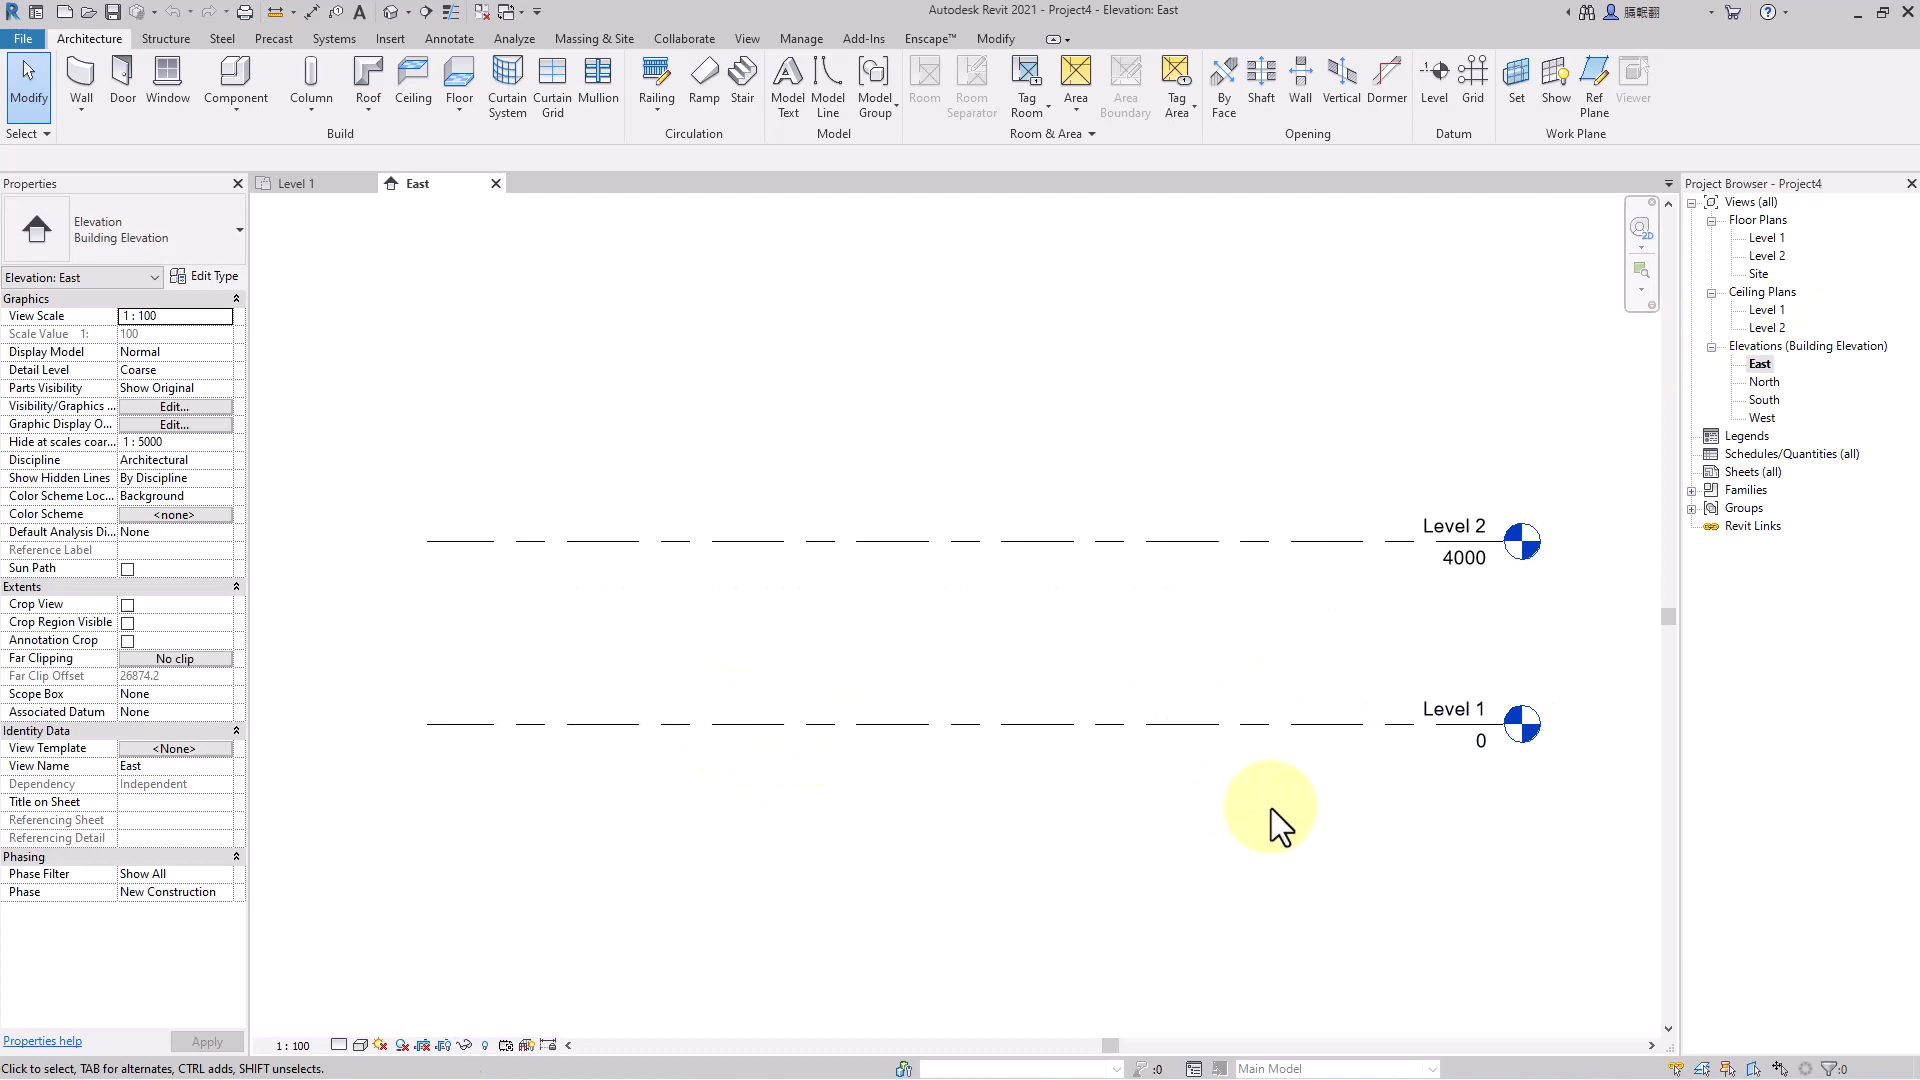 Autodesk Revit 2021 - Project4 - Elevation: East
File Architecture Structure Steel Precast Systems Insert Annotate Analyze Massing & Site Collaborate View Manage Add-Ins Enscape™ Modify
Modify Wall Door Window Component Column Roof Ceiling Floor Curtain System Curtain Grid Mullion Railing Ramp Stair Model Text Model Line Model Group Room Room Separator Tag Room Area Area Boundary Tag Area By Face Shaft Wall Vertical Dormer Level Grid Set Show Ref Plane Viewer
Select Build Circulation Model Room & Area Opening Datum Work Plane
Properties
Elevation
Building Elevation
Elevation: East Edit Type
Graphics
View Scale 1 : 100
Scale Value 1: 100
Display Model Normal
Detail Level Coarse
Parts Visibility Show Original
Visibility/Graphics ... Edit...
Graphic Display O... Edit...
Hide at scales coar... 1 : 5000
Discipline Architectural
Show Hidden Lines By Discipline
Color Scheme Loc... Background
Color Scheme <none>
Default Analysis Di... None
Reference Label
Sun Path
Extents
Crop View
Crop Region Visible
Annotation Crop
Far Clipping No clip
Far Clip Offset 26874.2
Scope Box None
Associated Datum None
Identity Data
View Template <None>
View Name East
Dependency Independent
Title on Sheet
Referencing Sheet
Referencing Detail
Phasing
Phase Filter Show All
Phase New Construction
Properties help Apply
Level 1 East
2D
Level 2
4000
Level 1
0
1 : 100
Project Browser - Project4
Views (all)
Floor Plans
Level 1
Level 2
Site
Ceiling Plans
Level 1
Level 2
Elevations (Building Elevation)
East
North
South
West
Legends
Schedules/Quantities (all)
Sheets (all)
Families
Groups
Revit Links
Click to select, TAB for alternates, CTRL adds, SHIFT unselects. :0 Main Model :0